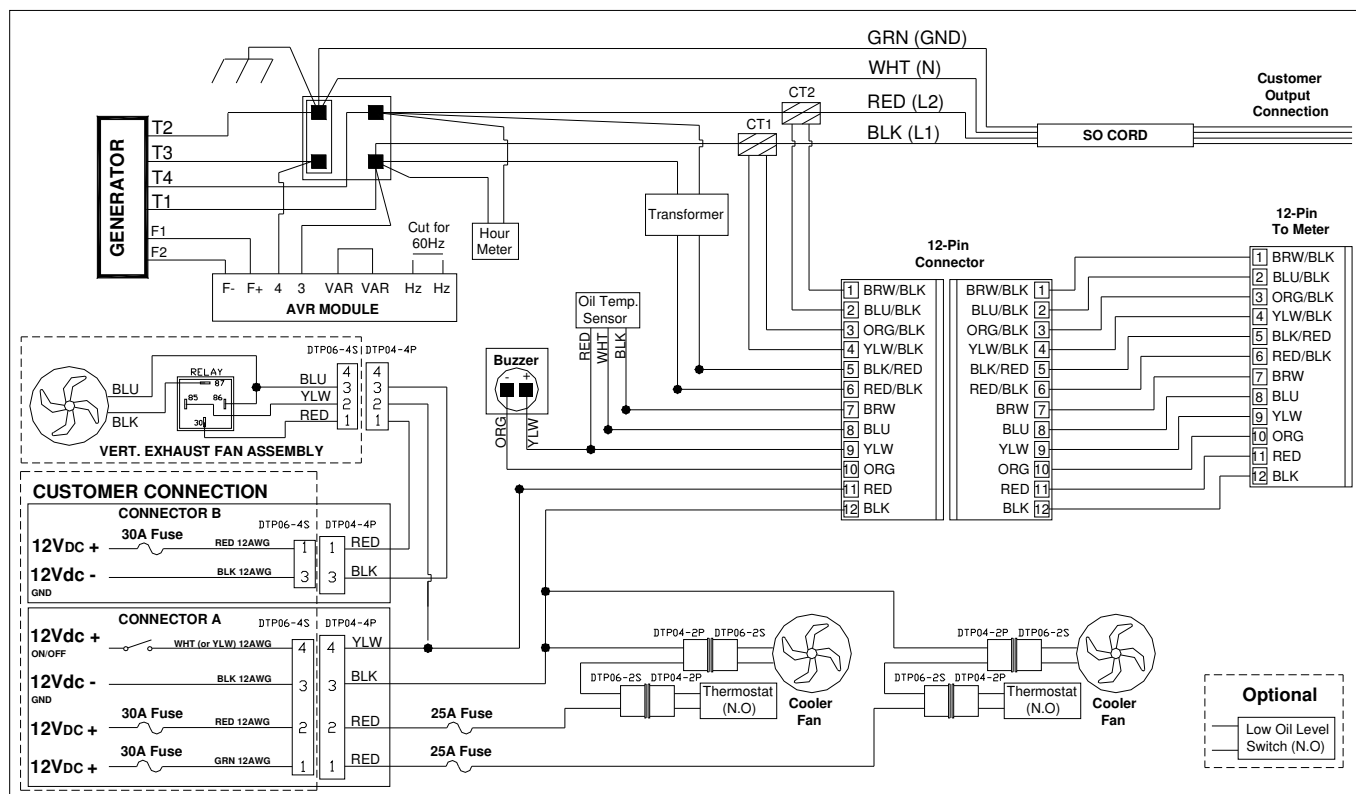 GRN (GND)
WHT (N)
CT2
RED (L2)
CT1
BLK (L1)
Customer
Output
Connection
SO CORD
GENERATOR
T2
T3
T4
T1
F1
F2
Cut for
60Hz
Hour
Meter
F- F+ 4 3 VAR VAR Hz Hz
AVR MODULE
Transformer
12-Pin
Connector
12-Pin
To Meter
1 BRW/BLK
2 BLU/BLK
3 ORG/BLK
4 YLW/BLK
5 BLK/RED
6 RED/BLK
7 BRW
8 BLU
9 YLW
10 ORG
11 RED
12 BLK
BRW/BLK 1
BLU/BLK 2
ORG/BLK 3
YLW/BLK 4
BLK/RED 5
RED/BLK 6
BRW 7
BLU 8
YLW 9
ORG 10
RED 11
BLK 12
1 BRW/BLK
2 BLU/BLK
3 ORG/BLK
4 YLW/BLK
5 BLK/RED
6 RED/BLK
7 BRW
8 BLU
9 YLW
10 ORG
11 RED
12 BLK
Oil Temp.
Sensor
RED
WHT
BLK
Buzzer
- +
ORG
YLW
DTP06-4S DTP04-4P
RELAY
87
85 86
30
BLU
BLK
BLU
YLW
RED
4 4
3 3
2 2
1 1
VERT. EXHAUST FAN ASSEMBLY
CUSTOMER CONNECTION
CONNECTOR B
DTP06-4S DTP04-4P
12VDC + 30A Fuse RED 12AWG 1 1 RED
12Vdc - BLK 12AWG 3 3 BLK
GND
CONNECTOR A
DTP06-4S DTP04-4P
12Vdc + WHT (or YLW) 12AWG 4 4 YLW
ON/OFF
12Vdc - BLK 12AWG 3 3 BLK
GND
12VDC + 30A Fuse RED 12AWG 2 2 RED 25A Fuse
12VDC + 30A Fuse GRN 12AWG 1 1 RED 25A Fuse
DTP04-2P DTP06-2S
DTP06-2S DTP04-2P
Thermostat
(N.O)
Cooler
Fan
DTP04-2P DTP06-2S
DTP06-2S DTP04-2P
Thermostat
(N.O)
Cooler
Fan
Optional
Low Oil Level
Switch (N.O)